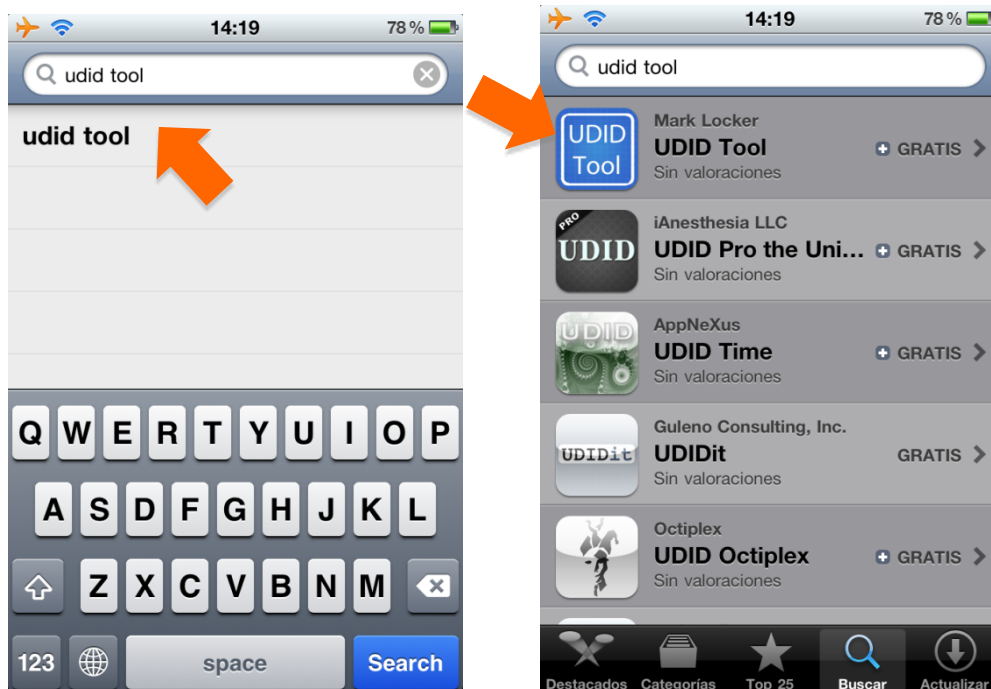 14:19
78 %
udid tool
udid tool
Q W E R T Y U I O P
A S D F G H J K L
Z X C V B N M
123
space
Search
14:19
78 %
udid tool
UDID
Tool
Mark Locker
UDID Tool
Sin valoraciones
GRATIS
PRO
UDID
iAnesthesia LLC
UDID Pro the Uni...
Sin valoraciones
GRATIS
UDID
AppNeXus
UDID Time
Sin valoraciones
GRATIS
UDIDit
Guleno Consulting, Inc.
UDIDit
Sin valoraciones
GRATIS
Octiplex
UDID Octiplex
Sin valoraciones
GRATIS
Destacados
Categorías
Top 25
Buscar
Actualizar